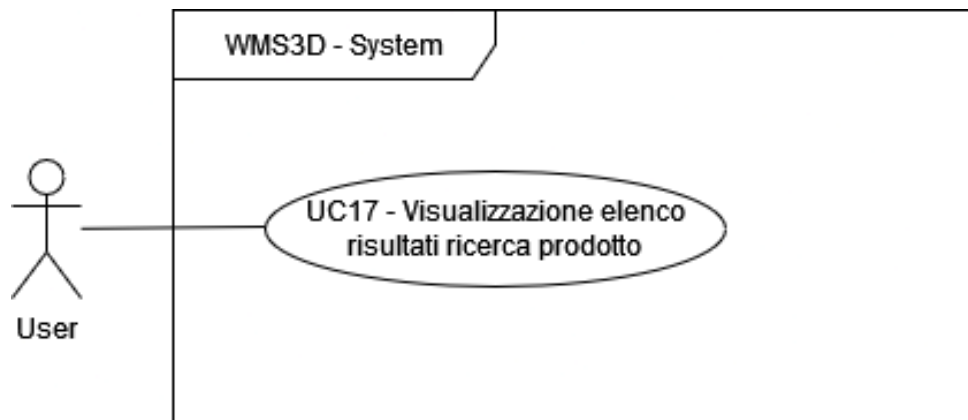 WMS3D - System
UC17 - Visualizzazione elenco
risultati ricerca prodotto
User